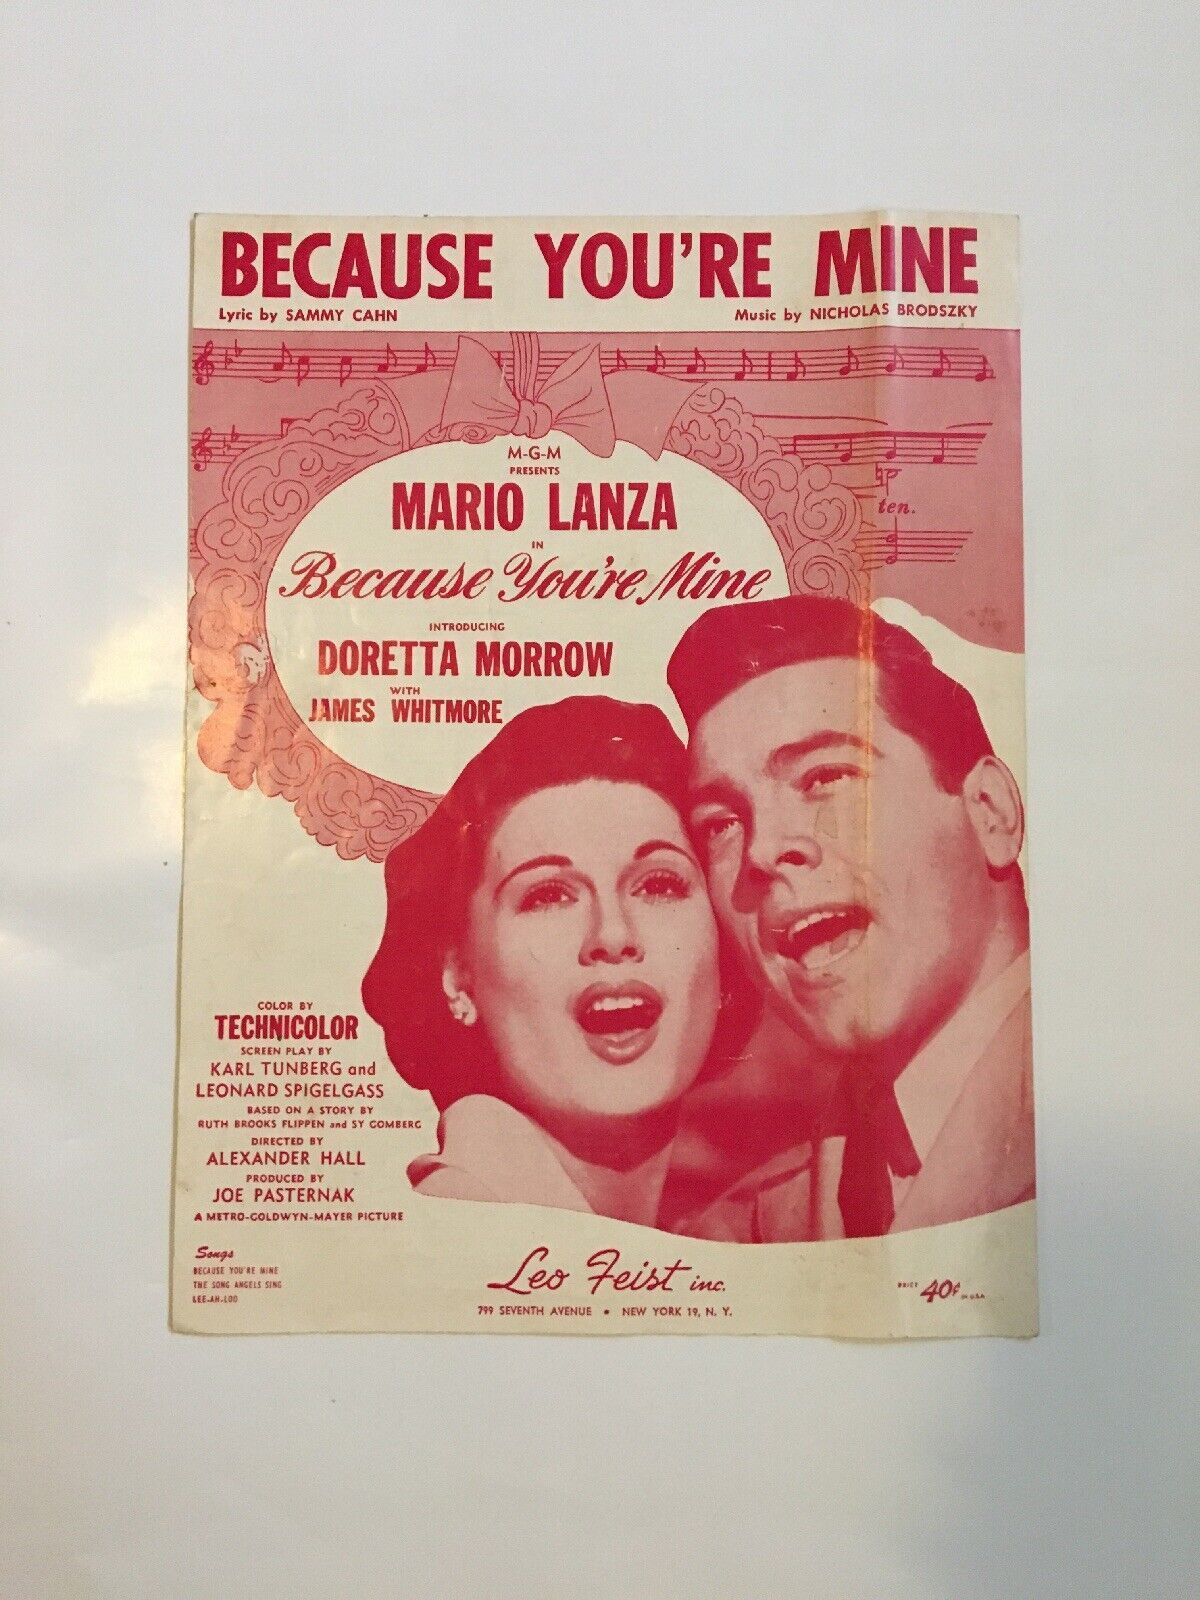 BECAUSE YOU'RE MINE
Lyric by SAMMY CAHN Music by NICHOLAS BRODSZKY
M-G-M
PRESENTS
MARIO LANZA
IN
Because You're Mine
INTRODUCING
DORETTA MORROW
WITH
JAMES WHITMORE
ten.
COLOR BY
TECHNICOLOR
SCREEN PLAY BY
KARL TUNBERG and
LEONARD SPIGELGASS
BASED ON A STORY BY
RUTH BROOKS FLIPPEN and SY GOMBERG
DIRECTED BY
ALEXANDER HALL
PRODUCED BY
JOE PASTERNAK
A METRO-GOLDWYN-MAYER PICTURE
Songs
BECAUSE YOU'RE MINE
THE SONG ANGELS SING
LEE-AH-LOO
Leo Feist inc.
799 SEVENTH AVENUE • NEW YORK 19, N. Y.
PRICE 40¢ IN U.S.A.